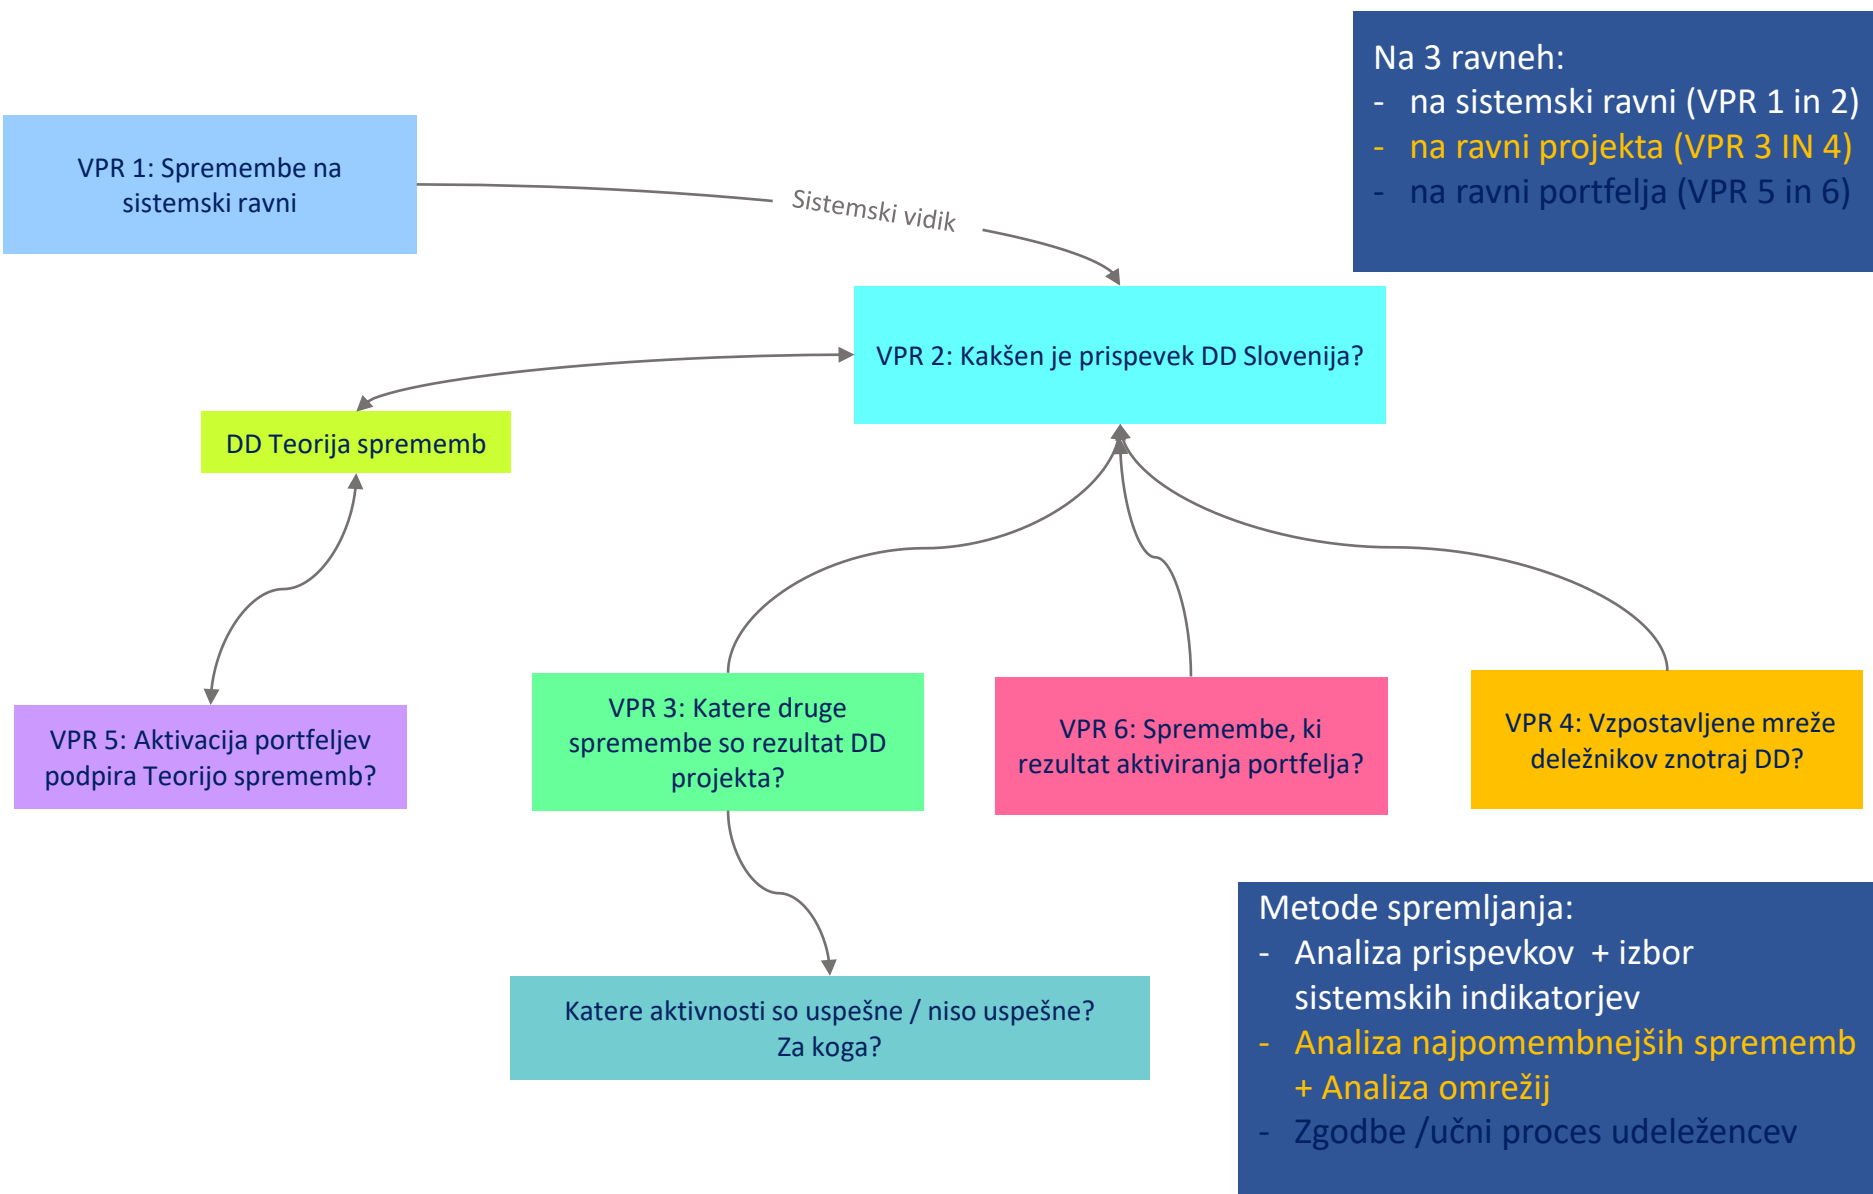 Na 3 ravneh:
- na sistemski ravni (VPR 1 in 2)
- na ravni projekta (VPR 3 IN 4)
- na ravni portfelja (VPR 5 in 6)
VPR 1: Spremembe na
sistemski ravni
Sistemski vidik
VPR 2: Kakšen je prispevek DD Slovenija?
DD Teorija sprememb
VPR 5: Aktivacija portfeljev
podpira Teorijo sprememb?
VPR 3: Katere druge
spremembe so rezultat DD
projekta?
VPR 6: Spremembe, ki
rezultat aktiviranja portfelja?
VPR 4: Vzpostavljene mreže
deležnikov znotraj DD?
Katere aktivnosti so uspešne / niso uspešne?
Za koga?
Metode spremljanja:
- Analiza prispevkov + izbor
sistemskih indikatorjev
- Analiza najpomembnejših sprememb
+ Analiza omrežij
- Zgodbe /učni proces udeležencev